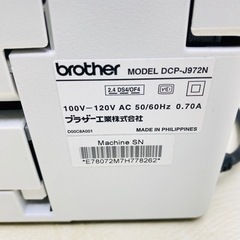 brother MODEL DCP-J972N
2.4 DS4/OF4 VCI
100V-120V AC 50/60Hz 0.70A
ブラザー工業株式会社 MADE IN PHILIPPINES
D00C8A001
Machine SN
*E78072M7H778262*